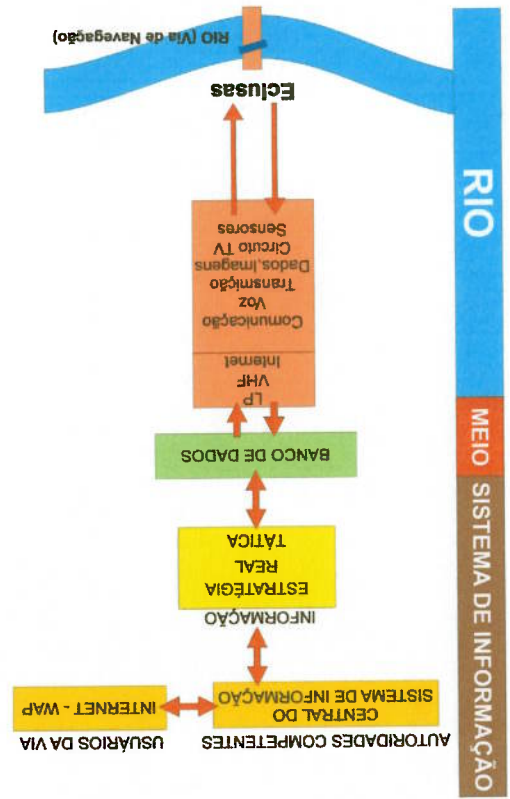 AUTORIDADES COMPETENTES
USUÁRIOS DA VIA
CENTRAL DO
SISTEMA DE INFORMAÇÃO
INTERNET - WAP
INFORMAÇÃO
ESTRATÉGIA
REAL
TÁTICA
BANCO DE DADOS
LP
VHF
Internet
Comunicação
Voz
Transmição
Dados,Imagens
Circuto TV
Sensores
Eclusas
RIO (Via de Navegação)
SISTEMA DE INFORMAÇÃO
MEIO
RIO